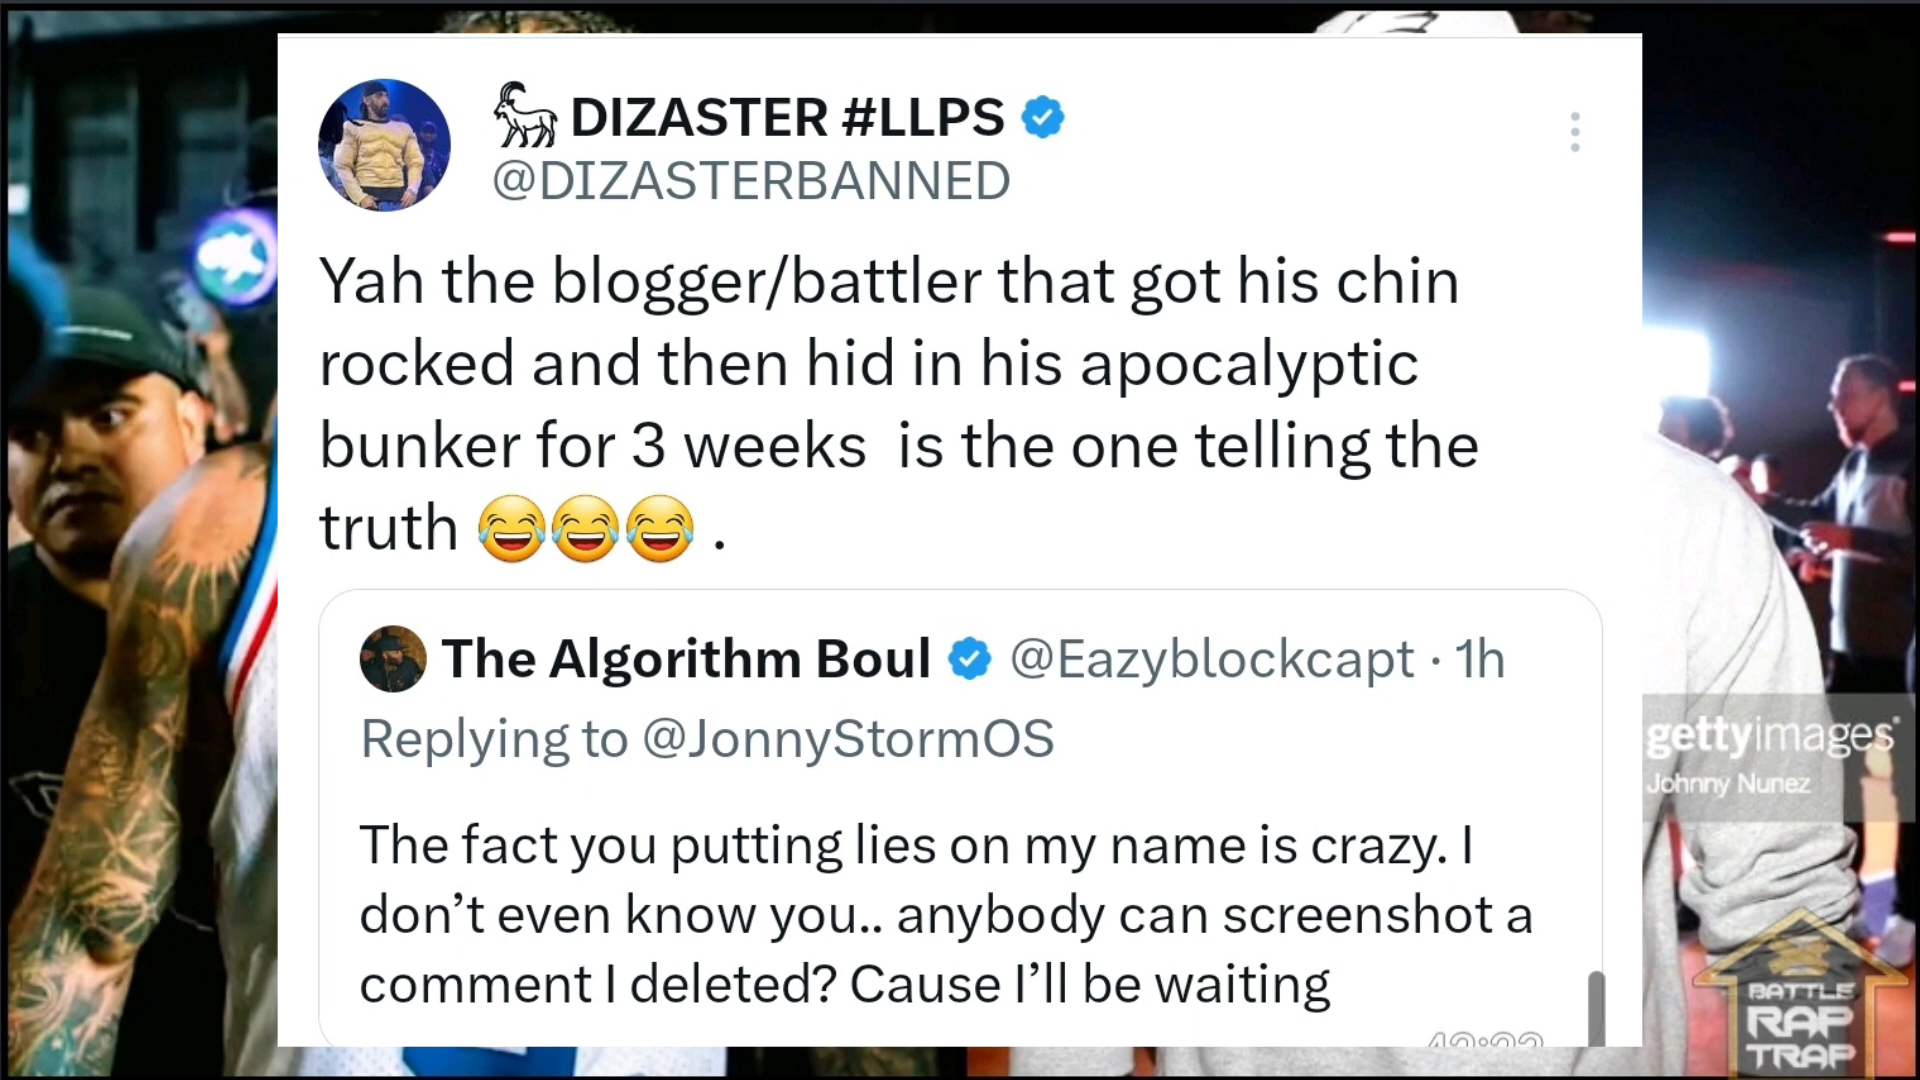 DIZASTER #LLPS
@DIZASTERBANNED
Yah the blogger/battler that got his chin
rocked and then hid in his apocalyptic
bunker for 3 weeks  is the one telling the
truth 😂😂😂 .
The Algorithm Boul @Eazyblockcapt · 1h
Replying to @JonnyStormOS
The fact you putting lies on my name is crazy. I
don’t even know you.. anybody can screenshot a
comment I deleted? Cause I’ll be waiting
gettyimages
Johnny Nunez
BATTLE
RAP
TRAP